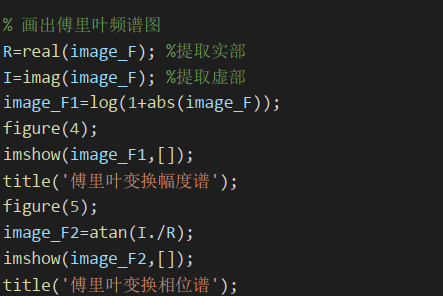 % 画出傅里叶频谱图
R=real(image_F); %提取实部
I=imag(image_F); %提取虚部
image_F1=log(1+abs(image_F));
figure(4);
imshow(image_F1,[]);
title('傅里叶变换幅度谱');
figure(5);
image_F2=atan(I./R);
imshow(image_F2,[]);
title('傅里叶变换相位谱');